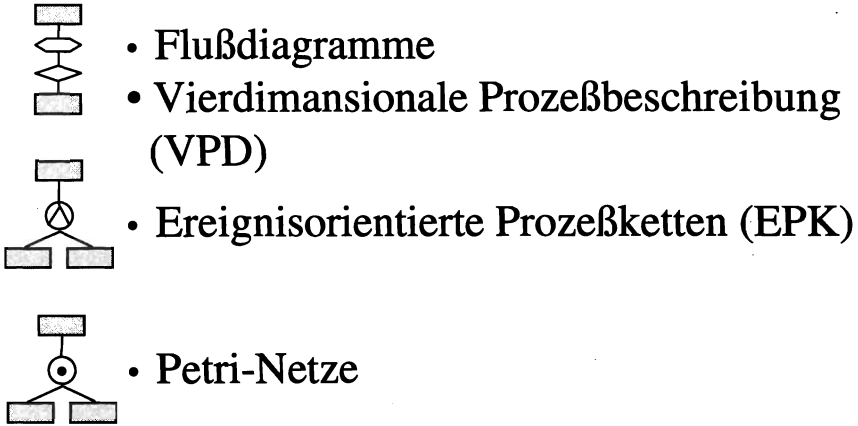 • Flußdiagramme
• Vierdimansionale Prozeßbeschreibung
(VPD)
• Ereignisorientierte Prozeßketten (EPK)
• Petri-Netze